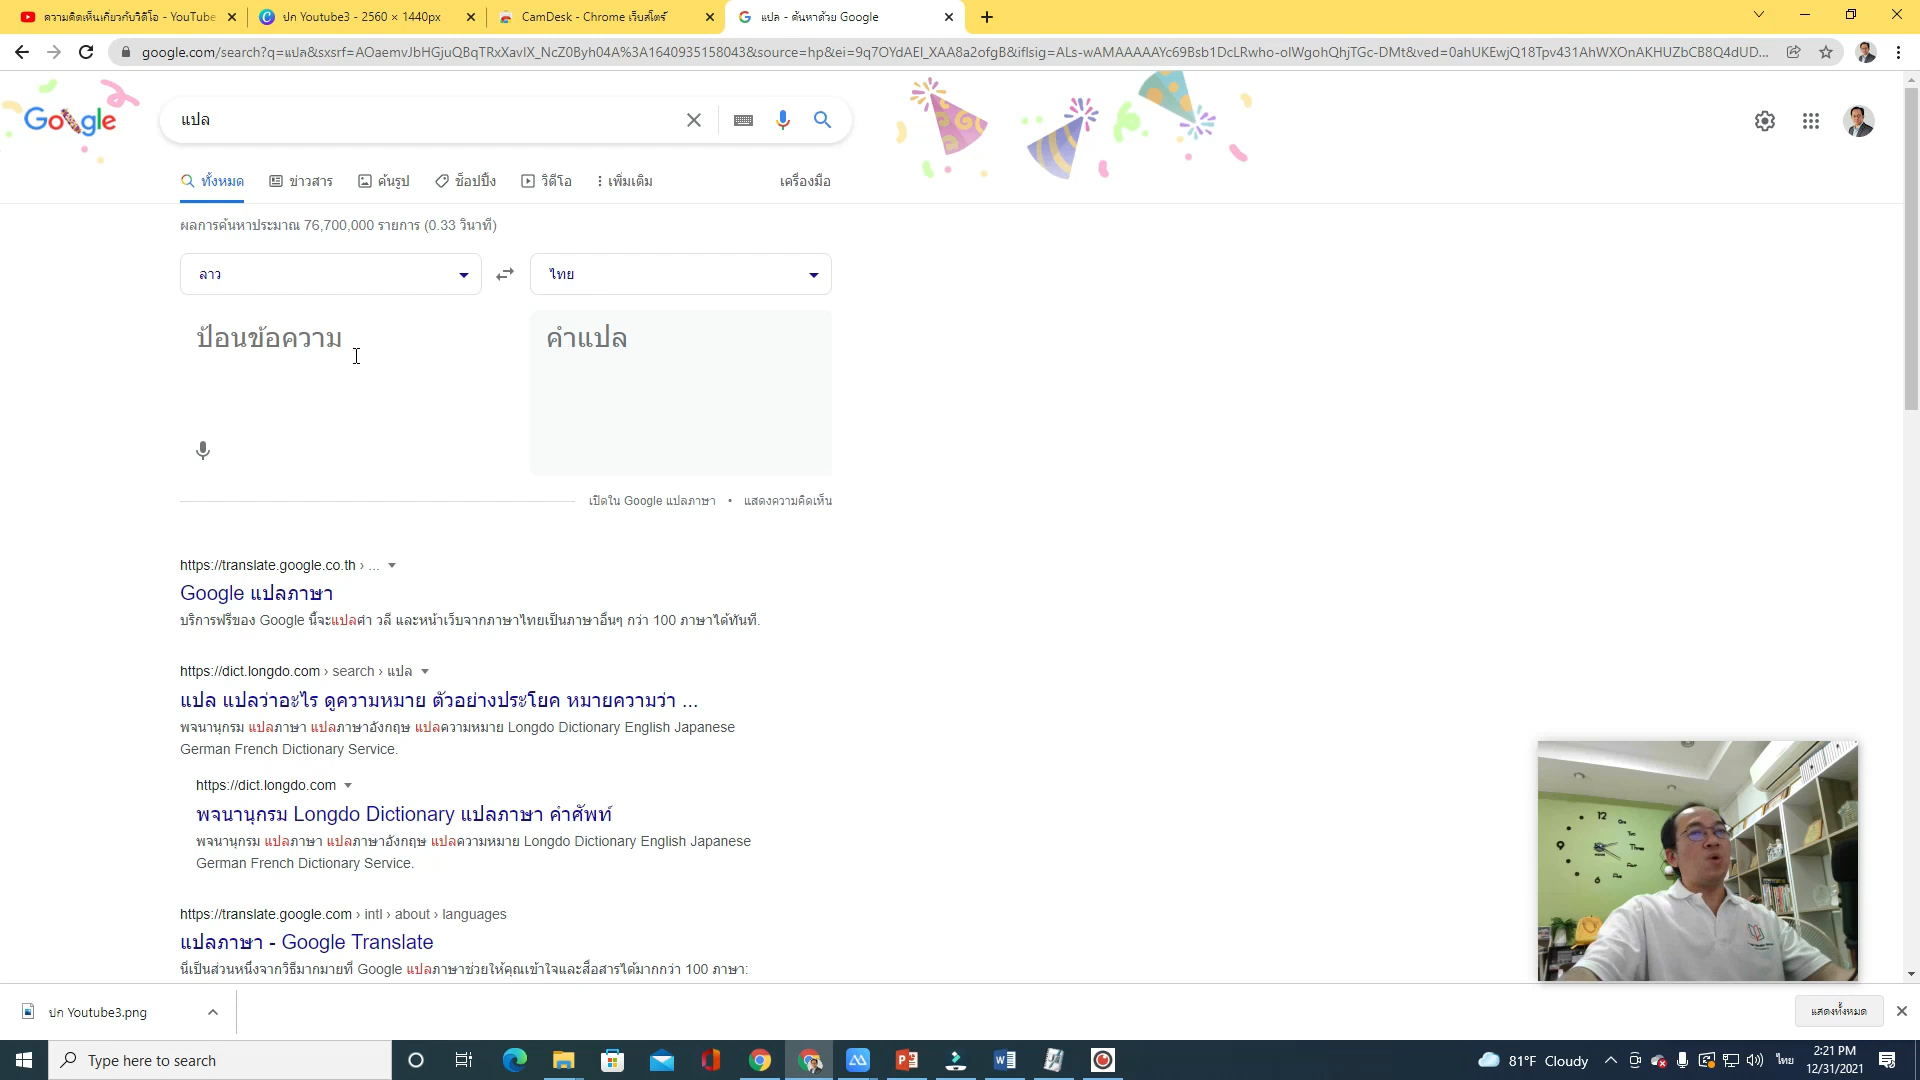 ความคิดเห็นเกี่ยวกับวิดีโอ - YouTube
ปก Youtube3 - 2560 × 1440px
CamDesk - Chrome เว็บสโตร์
แปล - ค้นหาด้วย Google
google.com/search?q=แปล&sxsrf=AOaemvJbHGjuQBqTRxXavIX_NcZ0Byh04A%3A1640935158043&source=hp&ei=9q7OYdAEI_XAA8a2ofgB&iflsig=ALs-wAMAAAAAYc69Bsb1DcLRwho-oIWgohQhjTGc-DMt&ved=0ahUKEwjQ18Tpv431AhWXOnAKHUZbCB8Q4dUD...
Google
แปล
ทั้งหมด
ข่าวสาร
ค้นรูป
ช็อปปิ้ง
วิดีโอ
เพิ่มเติม
เครื่องมือ
ผลการค้นหาประมาณ 76,700,000 รายการ (0.33 วินาที)
ลาว
ไทย
ป้อนข้อความ
คำแปล
เปิดใน Google แปลภาษา • แสดงความคิดเห็น
https://translate.google.co.th › ...
Google แปลภาษา
บริการฟรีของ Google นี้จะแปลคำ วลี และหน้าเว็บจากภาษาไทยเป็นภาษาอื่นๆ กว่า 100 ภาษาได้ทันที.
https://dict.longdo.com › search › แปล
แปล แปลว่าอะไร ดูความหมาย ตัวอย่างประโยค หมายความว่า ...
พจนานุกรม แปลภาษา แปลภาษาอังกฤษ แปลความหมาย Longdo Dictionary English Japanese
German French Dictionary Service.
https://dict.longdo.com
พจนานุกรม Longdo Dictionary แปลภาษา คำศัพท์
พจนานุกรม แปลภาษา แปลภาษาอังกฤษ แปลความหมาย Longdo Dictionary English Japanese
German French Dictionary Service.
https://translate.google.com › intl › about › languages
แปลภาษา - Google Translate
นี่เป็นส่วนหนึ่งจากวิธีมากมายที่ Google แปลภาษาช่วยให้คุณเข้าใจและสื่อสารได้มากกว่า 100 ภาษา:
12
Three
9
6
ปก Youtube3.png
แสดงทั้งหมด
Type here to search
81°F Cloudy
ไทย
2:21 PM
12/31/2021